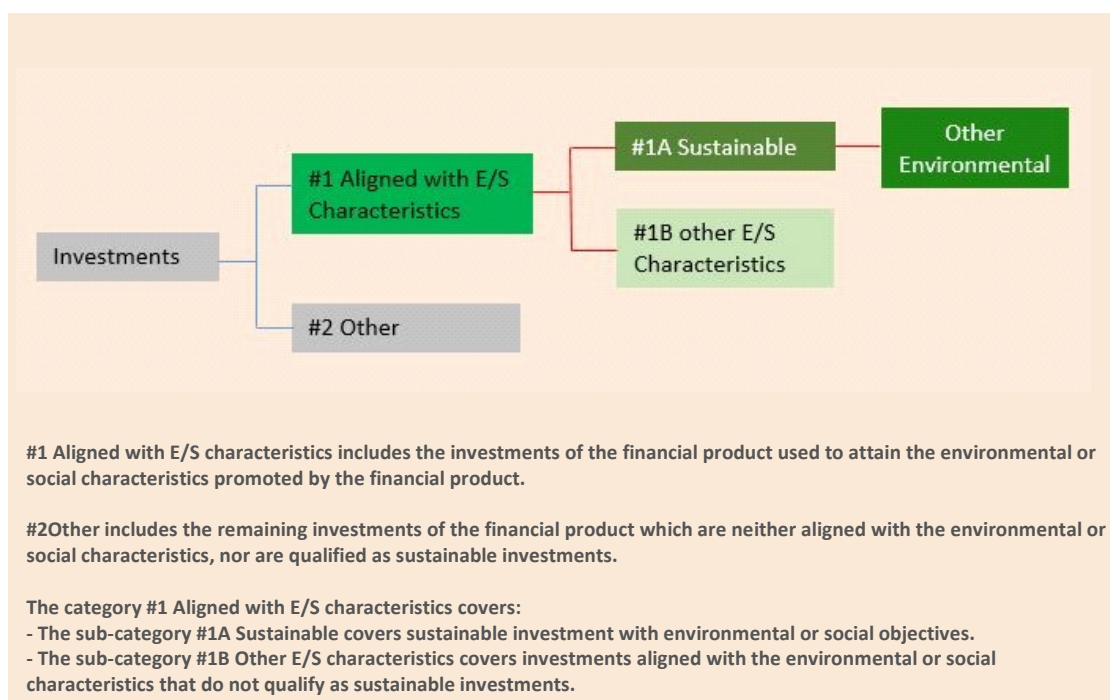 Other
Environmental
#1A Sustainable
#1 Aligned with E/S
Characteristics
#1B other E/S
Characteristics
Investments
#2 Other
#1 Aligned with E/S characteristics includes the investments of the financial product used to attain the environmental or
social characteristics promoted by the financial product.
#2Other includes the remaining investments of the financial product which are neither aligned with the environmental or
social characteristics, nor are qualified as sustainable investments.
The category #1 Aligned with E/S characteristics covers:
- The sub-category #1A Sustainable covers sustainable investment with environmental or social objectives.
- The sub-category #1B Other E/S characteristics covers investments aligned with the environmental or social
characteristics that do not qualify as sustainable investments.